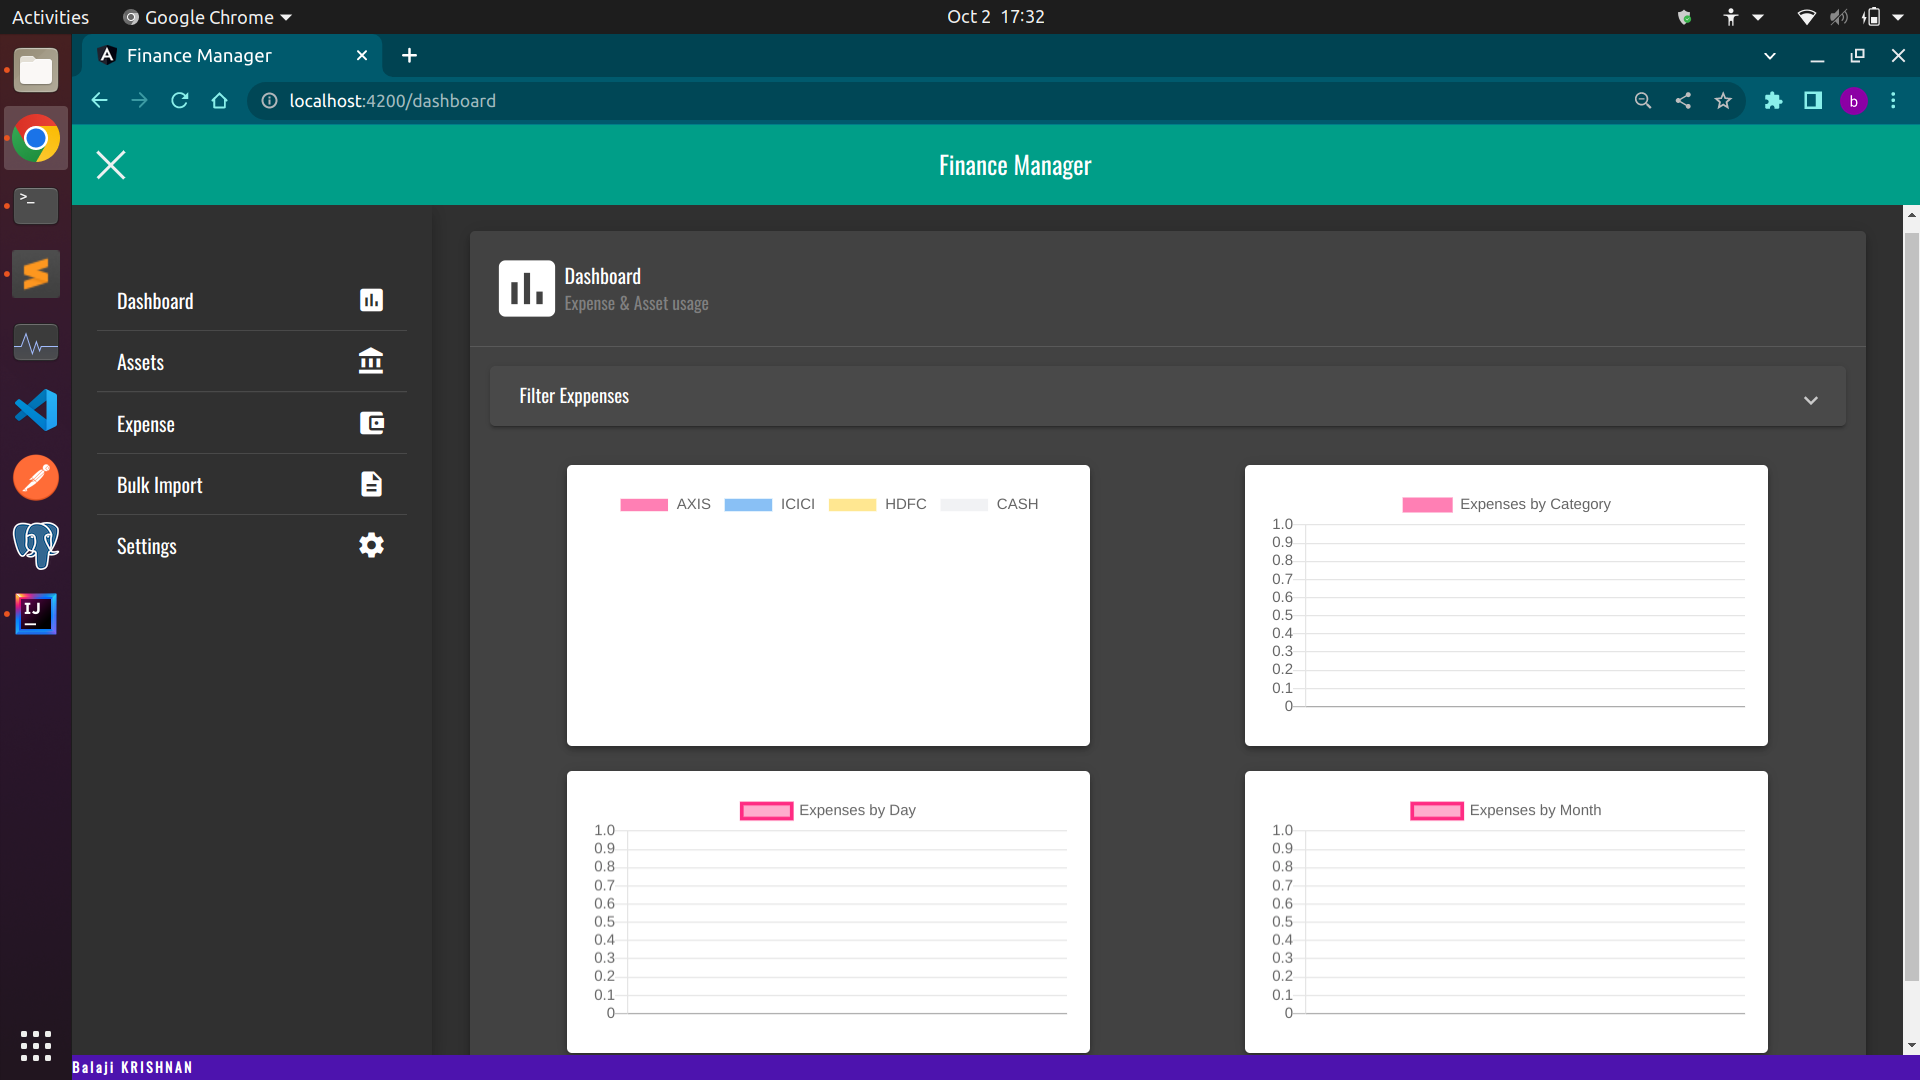 Activities
Google Chrome
Oct 2 17:32
Finance Manager
localhost:4200/dashboard
b
Finance Manager
Dashboard
Assets
Expense
Bulk Import
Settings
Dashboard
Expense & Asset usage
Filter Exppenses
AXIS ICICI HDFC CASH
Expenses by Category
1.0
0.9
0.8
0.7
0.6
0.5
0.4
0.3
0.2
0.1
0
Expenses by Day
1.0
0.9
0.8
0.7
0.6
0.5
0.4
0.3
0.2
0.1
0
Expenses by Month
1.0
0.9
0.8
0.7
0.6
0.5
0.4
0.3
0.2
0.1
0
>_
IJ
Balaji KRISHNAN